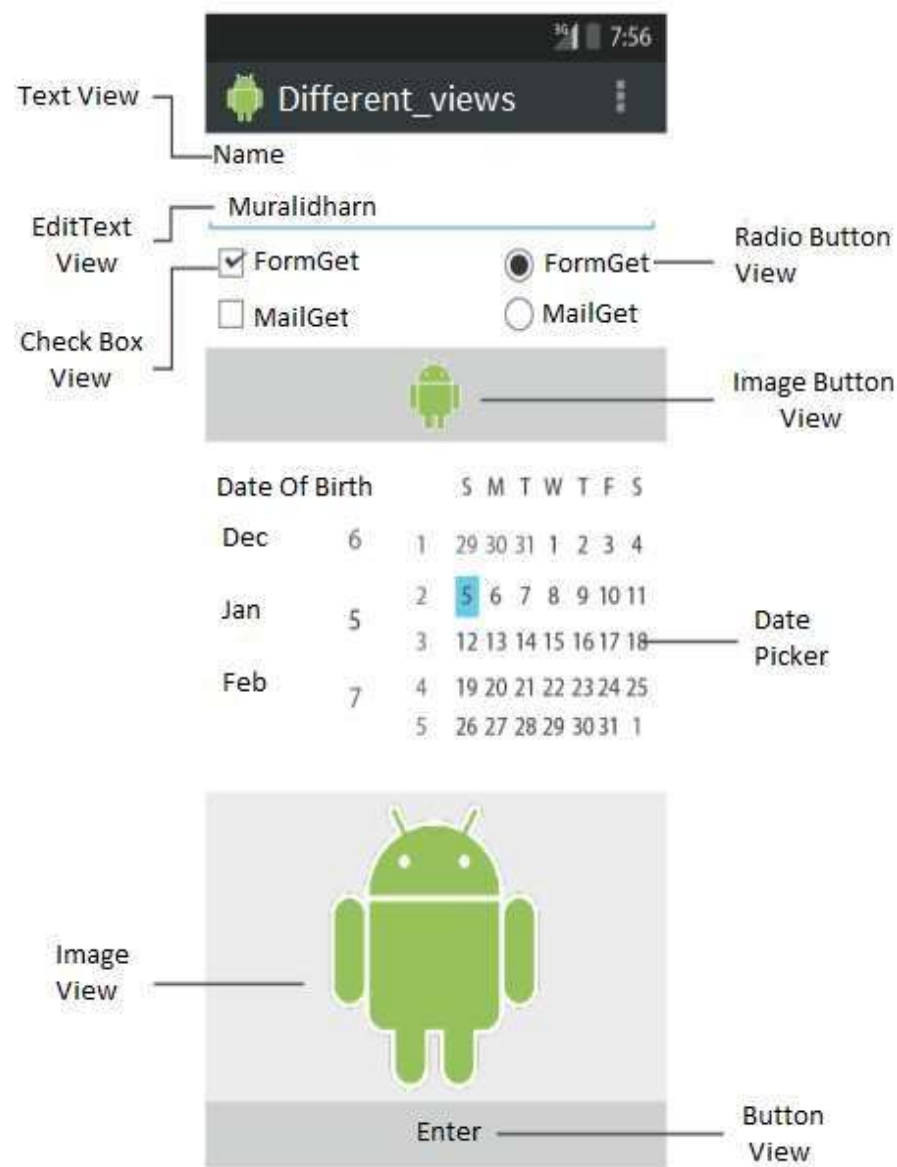 3G 7:56
Different_views
Text View
Name
EditText
View
Muralidharn
FormGet
FormGet
Radio Button
View
MailGet
MailGet
Check Box
View
Image Button
View
Date Of Birth
S M T W T F S
Dec 6
1 29 30 31 1 2 3 4
Jan 5
2 5 6 7 8 9 10 11
3 12 13 14 15 16 17 18
Date
Picker
Feb 7
4 19 20 21 22 23 24 25
5 26 27 28 29 30 31 1
Image
View
Enter
Button
View